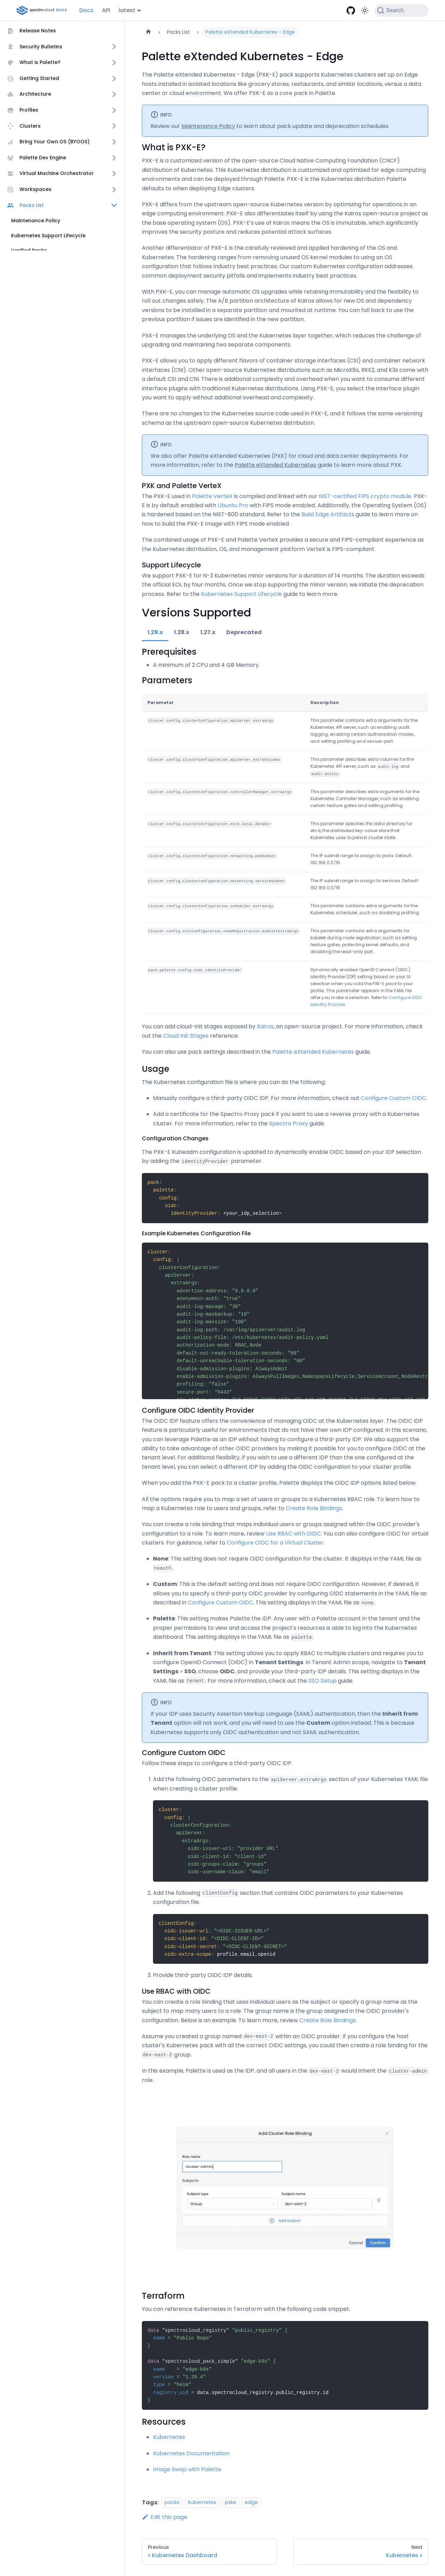 spectrocloud DOCS
Docs
API
latest
Search
Release Notes
Security Bulletins
What is Palette?
Getting Started
Architecture
Profiles
Clusters
Bring Your Own OS (BYOOS)
Palette Dev Engine
Virtual Machine Orchestrator
Workspaces
Packs List
Maintenance Policy
Kubernetes Support Lifecycle
Packs List
Palette eXtended Kubernetes - Edge
Palette eXtended Kubernetes - Edge
The Palette eXtended Kubernetes - Edge (PXK-E) pack supports Kubernetes clusters set up on edge hosts
installed in isolated locations like grocery stores, restaurants, and similar locations, versus a data
center or cloud environment. We offer PXK-E as a core pack in Palette.
INFO
Review our Maintenance Policy to learn about pack update and deprecation schedules.
What is PXK-E?
PXK-E is a customized version of the open-source Cloud Native Computing Foundation (CNCF)
distribution of Kubernetes. This Kubernetes version is optimized for edge computing environments
and can be deployed through Palette. PXK-E is the Kubernetes distribution Palette
defaults to when deploying Edge clusters.
PXK-E differs from the upstream open-source Kubernetes version by optimizing for operations in an
edge computing environment. PXK-E also differentiates itself by using the Kairos open-source project
as the base operating system (OS). PXK-E's use of Kairos means the OS is immutable, which
significantly improves the security posture and reduces potential attack surfaces.
Another differentiator of PXK-E is the carefully reviewed and applied hardening of the OS and
Kubernetes. The hardening ranges from removing unused OS kernel modules to using an OS
configuration that follows industry best practices. Our custom Kubernetes configuration addresses
common deployment security pitfalls and implements industry best practices.
With PXK-E, you can manage automatic OS upgrades while retaining immutability and the flexibility to
roll out changes safely. The A/B partition architecture of Kairos allows for new OS and dependency
versions to be installed in a separate partition and mounted at runtime. You can fall back to use the
previous partition if issues are identified in the new partition.
PXK-E manages the underlying OS and the Kubernetes layer together, which reduces the challenge of
upgrading and maintaining two separate components.
PXK-E allows you to apply different flavors of container storage interfaces (CSI) and container network
interfaces (CNI). Other open-source Kubernetes distributions such as MicroK8s, RKE2, and K3s come with
a default CSI and CNI. There is additional complexity and overhead when you want to consume
different interfaces. PXK-E supports the interface plugins out-of-the-box. You select the interface plugin
you want to apply without additional overhead and complexity.
There are no changes to the Kubernetes source code used in PXK-E, and it follows the same versioning
schema as the upstream open-source Kubernetes distribution.
INFO
We also offer Palette eXtended Kubernetes (PXK) for cloud and data center deployments. For
more information, refer to the Palette eXtended Kubernetes guide to learn more about PXK.
PXK and Palette VerteX
The PXK-E used in Palette VerteX is compiled and linked with our NIST-certified FIPS crypto module. PXK-
E is by default enabled with Ubuntu Pro with FIPS mode enabled. Additionally, the Operating System (OS)
is hardened based on the NIST-800 standard. Refer to the Build Edge Artifacts guide to learn more on
how to build the PXK-E image with FIPS mode enabled.
The combined usage of PXK-E and Palette VerteX provides a secure and FIPS-compliant experience as
the Kubernetes distribution, OS, and management platform VerteX is FIPS-compliant.
Support Lifecycle
We support PXK-E for N-3 Kubernetes minor versions for a duration of 14 months. The duration exceeds
the official EOL by four months. Once we stop supporting the minor version, we initiate the deprecation
process. Refer to the Kubernetes Support Lifecycle guide to learn more.
Versions Supported
1.29.x
1.28.x
1.27.x
Deprecated
Prerequisites
A minimum of 2 CPU and 4 GB Memory.
Parameters
Parameter Description
cluster.config.clusterConfiguration.apiServer.extraArgs This parameter contains extra arguments for the
Kubernetes API server, such as enabling audit
logging, enabling certain authorization modes,
and setting profiling and secure-port.
cluster.config.clusterConfiguration.apiServer.extraVolumes This parameter describes extra volumes for the
Kubernetes API server, such as audit-log and
audit-policy.
cluster.config.clusterConfiguration.controllerManager.extraArgs This parameter describes extra arguments for the
Kubernetes Controller Manager, such as enabling
certain feature gates and setting profiling.
cluster.config.clusterConfiguration.etcd.local.dataDir This parameter specifies the data directory for
etcd, the distributed key-value store that
Kubernetes uses to persist cluster state.
cluster.config.clusterConfiguration.networking.podSubnet The IP subnet range to assign to pods. Default:
192.168.0.0/16
cluster.config.clusterConfiguration.networking.serviceSubnet The IP subnet range to assign to services. Default:
192.169.0.0/16
cluster.config.clusterConfiguration.scheduler.extraArgs This parameter contains extra arguments for the
Kubernetes scheduler, such as disabling profiling.
cluster.config.initConfiguration.nodeRegistration.kubeletExtraArgs This parameter contains extra arguments for
kubelet during node registration, such as setting
feature gates, protecting kernel defaults, and
disabling the read-only port.
pack.palette.config.oidc.identityProvider Dynamically enabled OpenID Connect (OIDC)
Identity Provider (IDP) setting based on your UI
selection when you add the PXK-E pack to your
profile. This parameter appears in the YAML file
after you make a selection. Refer to Configure OIDC
Identity Provider.
You can add cloud-init stages exposed by Kairos, an open-source project. For more information, check
out the Cloud Init Stages reference.
You can also use pack settings described in the Palette eXtended Kubernetes guide.
Usage
The Kubernetes configuration file is where you can do the following:
Manually configure a third-party OIDC IDP. For more information, check out Configure Custom OIDC.
Add a certificate for the Spectro Proxy pack if you want to use a reverse proxy with a Kubernetes
cluster. For more information, refer to the Spectro Proxy guide.
Configuration Changes
The PXK-E Kubeadm configuration is updated to dynamically enable OIDC based on your IDP selection
by adding the identityProvider parameter.
pack:
palette:
config:
oidc:
identityProvider: <your_idp_selection>
Example Kubernetes Configuration File
cluster:
config: |
clusterConfiguration:
apiServer:
extraArgs:
advertise-address: "0.0.0.0"
anonymous-auth: "true"
audit-log-maxage: "30"
audit-log-maxbackup: "10"
audit-log-maxsize: "100"
audit-log-path: /var/log/apiserver/audit.log
audit-policy-file: /etc/kubernetes/audit-policy.yaml
authorization-mode: RBAC,Node
default-not-ready-toleration-seconds: "60"
default-unreachable-toleration-seconds: "60"
disable-admission-plugins: AlwaysAdmit
enable-admission-plugins: AlwaysPullImages,NamespaceLifecycle,ServiceAccount,NodeRestr
profiling: "false"
secure-port: "6443"
Configure OIDC Identity Provider
The OIDC IDP feature offers the convenience of managing OIDC at the Kubernetes layer. The OIDC IDP
feature is particularly useful for environments that do not have their own IDP configured. In this scenario,
you can leverage Palette as an IDP without having to configure a third-party IDP. We also support the
ability to take advantage of other OIDC providers by making it possible for you to configure OIDC at the
tenant level. For additional flexibility, if you wish to use a different IDP than the one configured at the
tenant level, you can select a different IDP by adding the OIDC configuration to your cluster profile.
When you add the PXK-E pack to a cluster profile, Palette displays the OIDC IDP options listed below.
All the options require you to map a set of users or groups to a Kubernetes RBAC role. To learn how to
map a Kubernetes role to users and groups, refer to Create Role Bindings.
You can create a role binding that maps individual users or groups assigned within the OIDC provider's
configuration to a role. To learn more, review Use RBAC with OIDC. You can also configure OIDC for virtual
clusters. For guidance, refer to Configure OIDC for a Virtual Cluster.
None: This setting does not require OIDC configuration for the cluster. It displays in the YAML file as
noauth.
Custom: This is the default setting and does not require OIDC configuration. However, if desired, it
allows you to specify a third-party OIDC provider by configuring OIDC statements in the YAML file as
described in Configure Custom OIDC. This setting displays in the YAML file as none.
Palette: This setting makes Palette the IDP. Any user with a Palette account in the tenant and the
proper permissions to view and access the project's resources is able to log into the Kubernetes
dashboard. This setting displays in the YAML file as palette.
Inherit from Tenant: This setting allows you to apply RBAC to multiple clusters and requires you to
configure OpenID Connect (OIDC) in Tenant Settings. In Tenant Admin scope, navigate to Tenant
Settings > SSO, choose OIDC, and provide your third-party IDP details. This setting displays in the
YAML file as tenant. For more information, check out the SSO Setup guide.
INFO
If your IDP uses Security Assertion Markup Language (SAML) authentication, then the Inherit from
Tenant option will not work, and you will need to use the Custom option instead. This is because
Kubernetes supports only OIDC authentication and not SAML authentication.
Configure Custom OIDC
Follow these steps to configure a third-party OIDC IDP.
1. Add the following OIDC parameters to the apiServer.extraArgs section of your Kubernetes YAML file
when creating a cluster profile.
cluster:
config: |
clusterConfiguration:
apiServer:
extraArgs:
oidc-issuer-url: "provider URL"
oidc-client-id: "client-id"
oidc-groups-claim: "groups"
oidc-username-claim: "email"
2. Add the following clientConfig section that contains OIDC parameters to your Kubernetes
configuration file.
clientConfig:
oidc-issuer-url: "<OIDC-ISSUER-URL>"
oidc-client-id: "<OIDC-CLIENT-ID>"
oidc-client-secret: "<OIDC-CLIENT-SECRET>"
oidc-extra-scope: profile,email,openid
3. Provide third-party OIDC IDP details.
Use RBAC with OIDC
You can create a role binding that uses individual users as the subject or specify a group name as the
subject to map many users to a role. The group name is the group assigned in the OIDC provider's
configuration. Below is an example. To learn more, review Create Role Bindings.
Assume you created a group named dev-east-2 within an OIDC provider. If you configure the host
cluster's Kubernetes pack with all the correct OIDC settings, you could then create a role binding for the
dev-east-2 group.
In this example, Palette is used as the IDP, and all users in the dev-east-2 would inherit the cluster-admin
role.
Add Cluster Role Binding
Role name
cluster-admin
Subjects
Subject type
Subject name
Group
dev-east-2
Add Subject
Cancel
Confirm
Terraform
You can reference Kubernetes in Terraform with the following code snippet.
data "spectrocloud_registry" "public_registry" {
name = "Public Repo"
}
data "spectrocloud_pack_simple" "edge-k8s" {
name = "edge-k8s"
version = "1.26.4"
type = "helm"
registry_uid = data.spectrocloud_registry.public_registry.id
}
Resources
Kubernetes
Kubernetes Documentation
Image Swap with Palette
Tags: packs kubernetes pxke edge
Edit this page
Previous
« Kubernetes Dashboard
Next
Kubernetes »